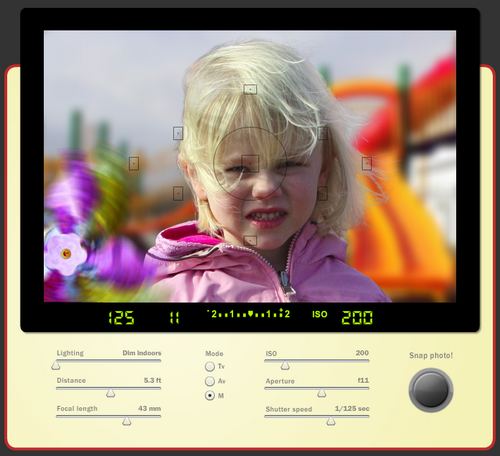 125 11 -2..1..▼..1..+2 ISO 200
Lighting Dim indoors
Distance 5.3 ft
Focal length 43 mm
Mode
Tv
Av
M
ISO 200
Aperture f11
Shutter speed 1/125 sec
Snap photo!